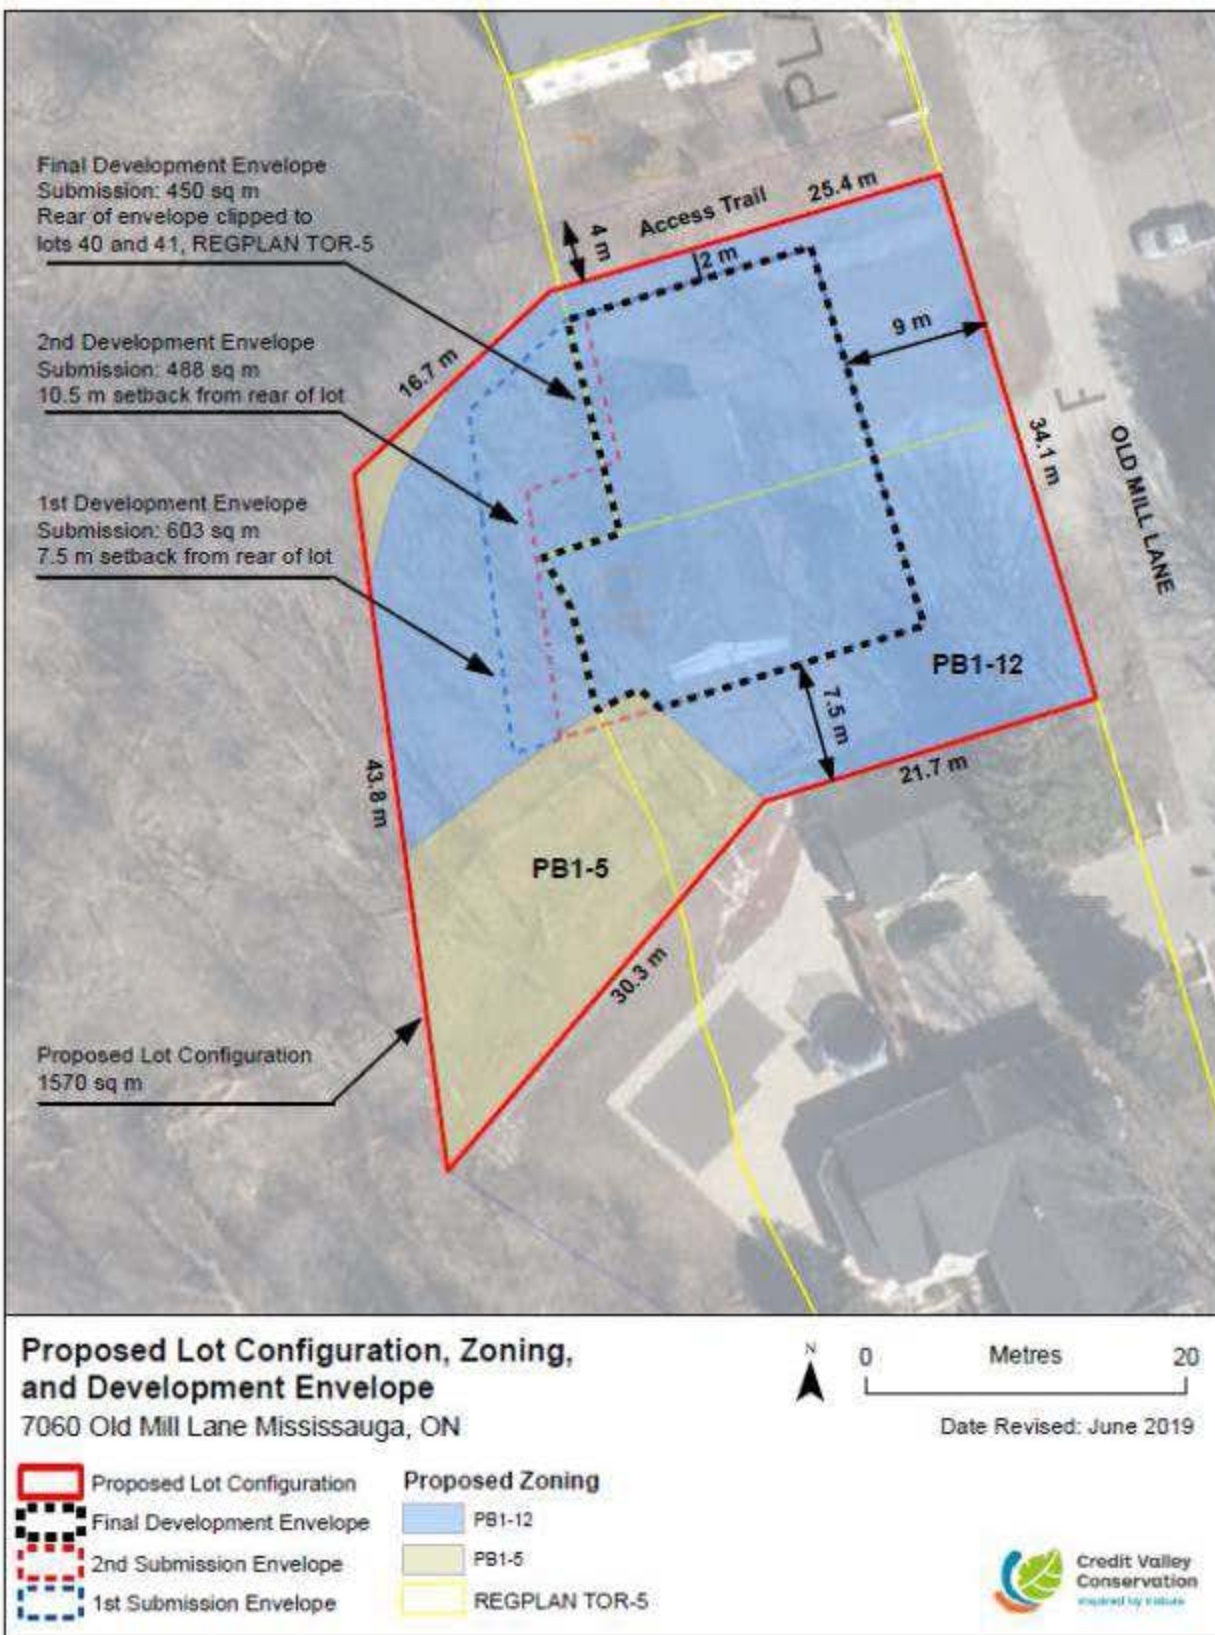 PLA
Final Development Envelope
Submission: 450 sq m
Rear of envelope clipped to
lots 40 and 41, REGPLAN TOR-5
2nd Development Envelope
Submission: 488 sq m
10.5 m setback from rear of lot
1st Development Envelope
Submission: 603 sq m
7.5 m setback from rear of lot
Proposed Lot Configuration
1570 sq m
Access Trail
25.4 m
4 m
2 m
9 m
16.7 m
F
34.1 m
OLD MILL LANE
PB1-12
7.5 m
21.7 m
43.8 m
PB1-5
30.3 m
Proposed Lot Configuration, Zoning,
and Development Envelope
7060 Old Mill Lane Mississauga, ON
N
0 Metres 20
Date Revised: June 2019
Proposed Lot Configuration
Final Development Envelope
2nd Submission Envelope
1st Submission Envelope
Proposed Zoning
PB1-12
PB1-5
REGPLAN TOR-5
Credit Valley
Conservation
inspired by nature